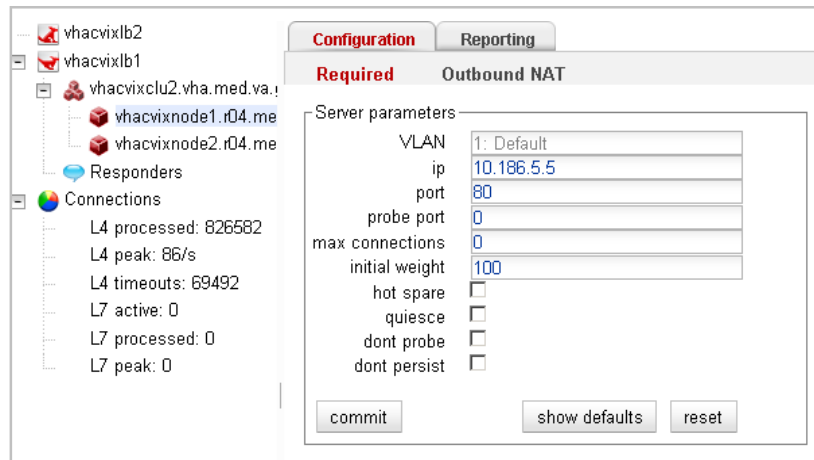 vhacvixlb2
vhacvixlb1
vhacvixclu2.vha.med.va.
vhacvixnode1.r04.me
vhacvixnode2.r04.me
Responders
Connections
L4 processed: 826582
L4 peak: 86/s
L4 timeouts: 69492
L7 active: 0
L7 processed: 0
L7 peak: 0
Configuration
Reporting
Required
Outbound NAT
Server parameters
VLAN 1: Default
ip 10.186.5.5
port 80
probe port 0
max connections 0
initial weight 100
hot spare
quiesce
dont probe
dont persist
commit
show defaults
reset